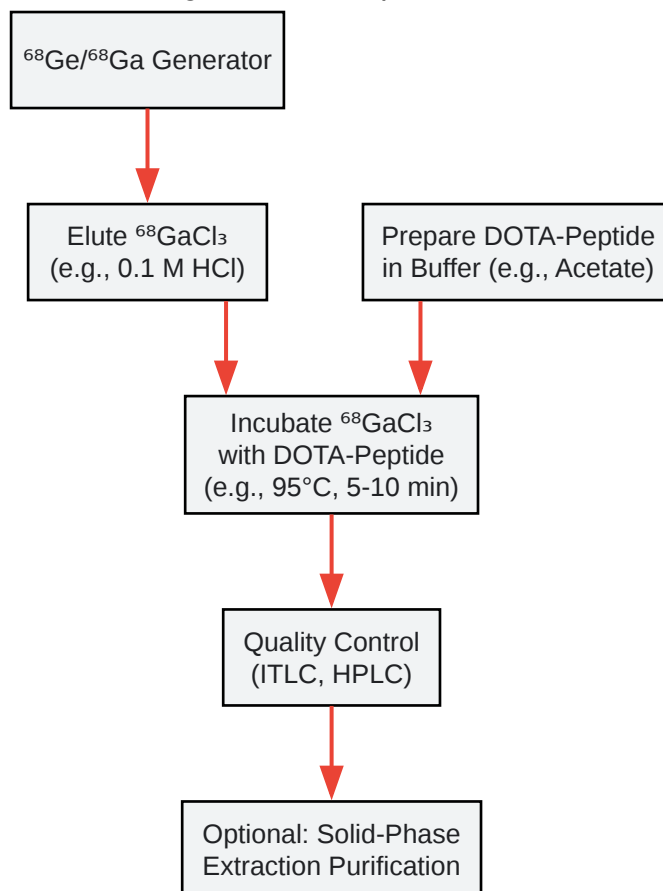 ⁶⁸Ge/⁶⁸Ga Generator
Elute ⁶⁸GaCl₃
(e.g., 0.1 M HCl)
Prepare DOTA-Peptide
in Buffer (e.g., Acetate)
Incubate ⁶⁸GaCl₃
with DOTA-Peptide
(e.g., 95°C, 5-10 min)
Quality Control
(ITLC, HPLC)
Optional: Solid-Phase
Extraction Purification